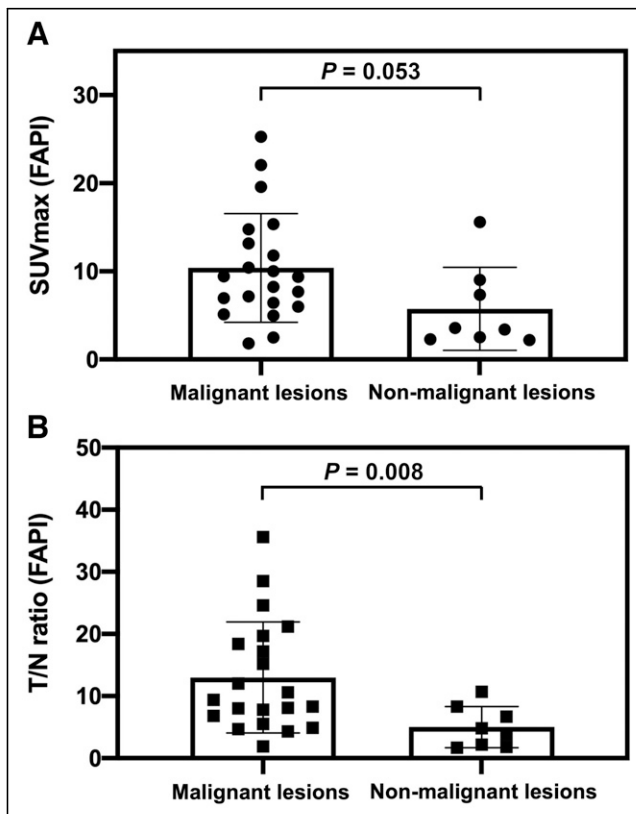 A
P = 0.053
SUVmax (FAPI)
30
20
10
0
Malignant lesions Non-malignant lesions
B
P = 0.008
T/N ratio (FAPI)
50
40
30
20
10
0
Malignant lesions Non-malignant lesions